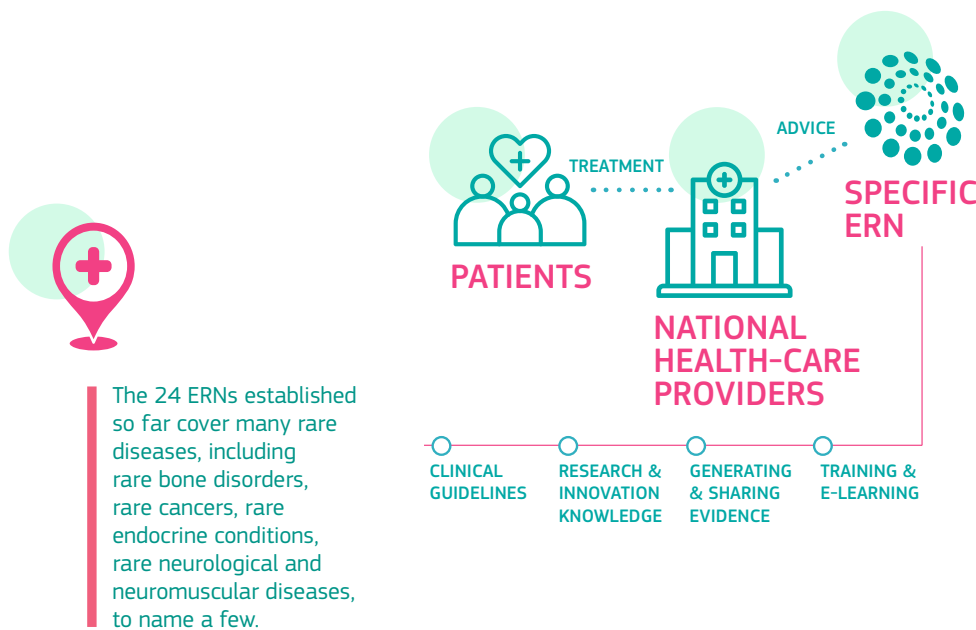 ADVICE
TREATMENT
SPECIFIC
ERN
PATIENTS
NATIONAL
HEALTH-CARE
PROVIDERS
The 24 ERNs established
so far cover many rare
diseases, including
rare bone disorders,
rare cancers, rare
endocrine conditions,
rare neurological and
neuromuscular diseases,
to name a few.
CLINICAL
GUIDELINES
RESEARCH &
INNOVATION
KNOWLEDGE
GENERATING
& SHARING
EVIDENCE
TRAINING &
E-LEARNING